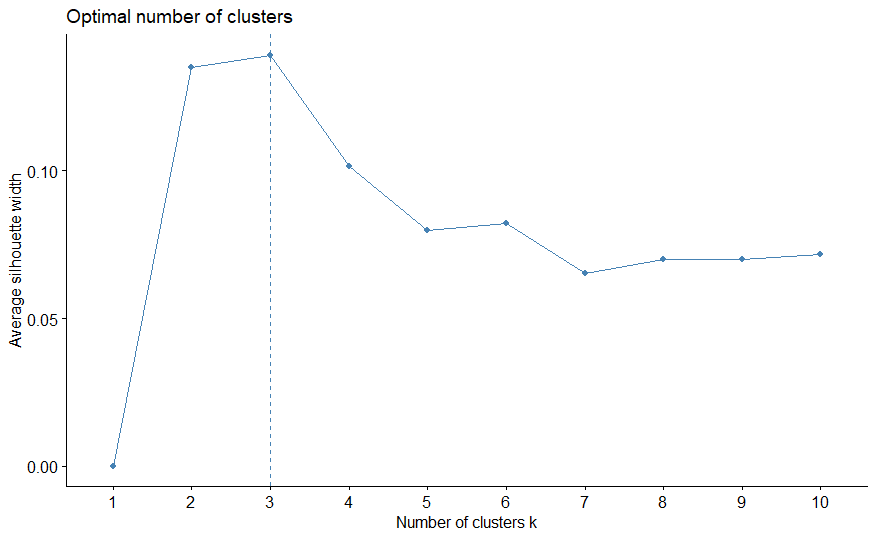 Optimal number of clusters
Average silhouette width
0.10
0.05
0.00
1 2 3 4 5 6 7 8 9 10
Number of clusters k